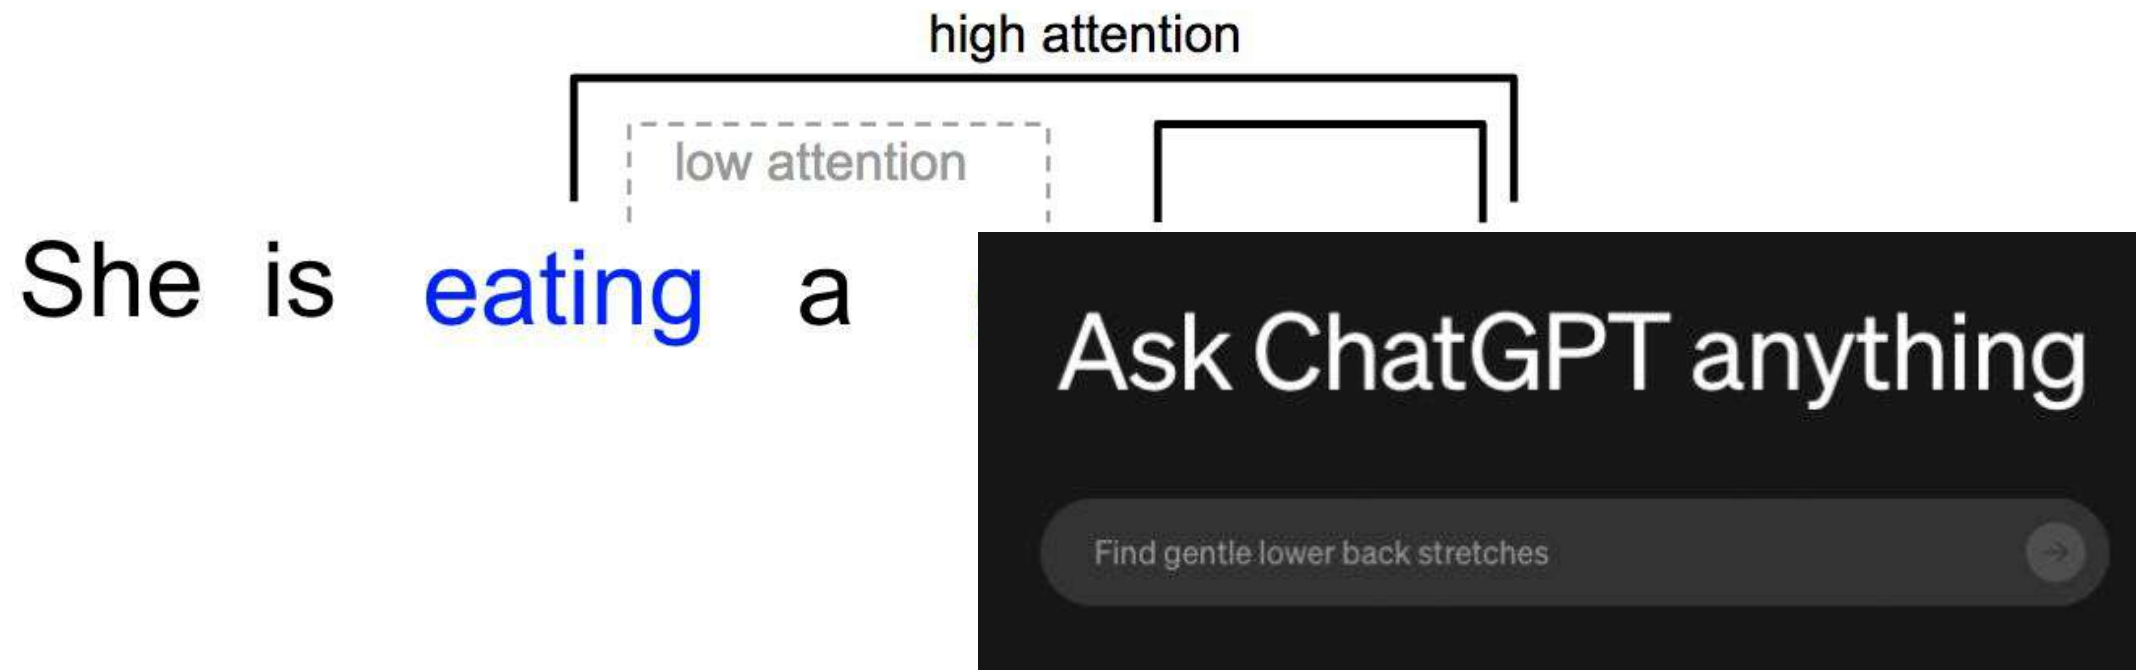 high attention
low attention
She is eating a
Ask ChatGPT anything
Find gentle lower back stretches